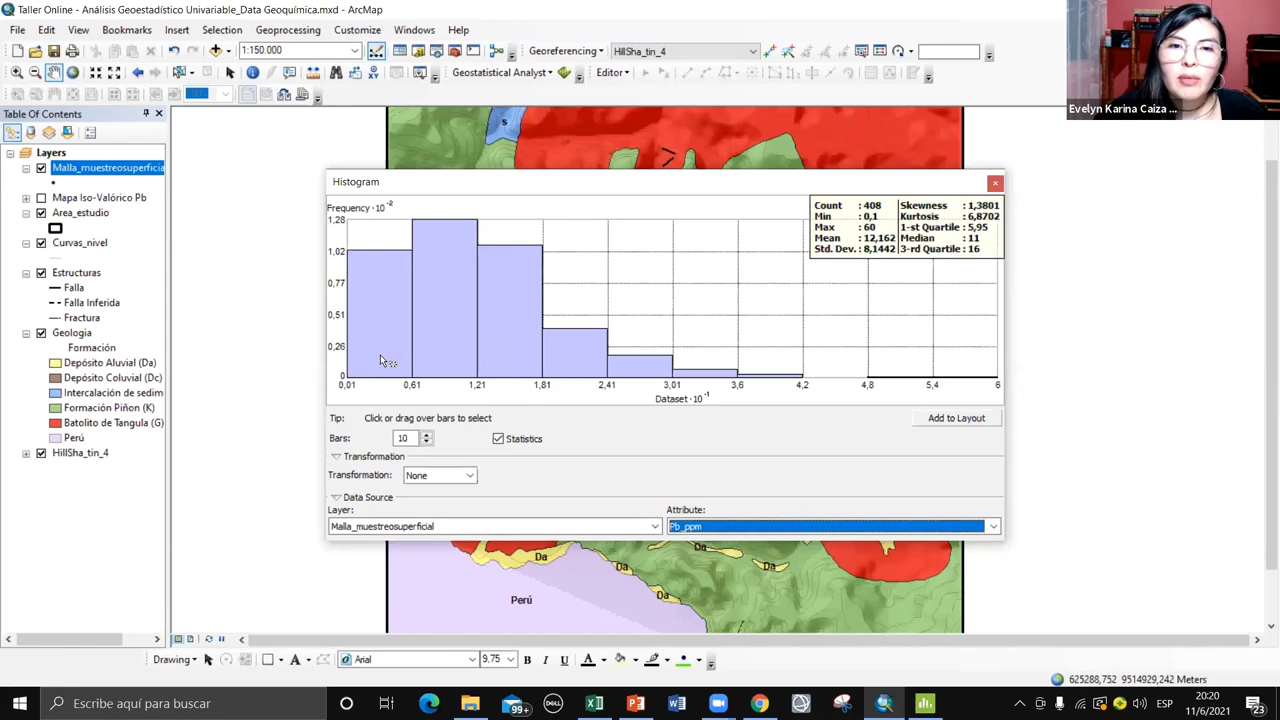 Taller Online - Análisis Geoestadístico Univariable_Data Geoquímica.mxd - ArcMap
File Edit View Bookmarks Insert Selection Geoprocessing Customize Windows Help
1:150.000
Georeferencing
HillSha_tin_4
Geostatistical Analyst
Editor
Evelyn Karina Caiza ...
Table Of Contents
Layers
Malla_muestreosuperficia
Mapa Iso-Valórico Pb
Area_estudio
Curvas_nivel
Estructuras
Falla
Falla Inferida
Fractura
Geologia
Formación
Depósito Aluvial (Da)
Depósito Coluvial (Dc)
Intercalación de sedim
Formación Piñon (K)
Batolito de Tangula (G)
Perú
HillSha_tin_4
s
Histogram
Frequency · 10⁻²
1,28
1,02
0,77
0,51
0,26
0
0,01 0,61 1,21 1,81 2,41 3,01 3,6 4,2 4,8 5,4 6
Dataset · 10⁻¹
Count : 408 Skewness : 1,3801
Min : 0,1 Kurtosis : 6,8702
Max : 60 1-st Quartile : 5,95
Mean : 12,162 Median : 11
Std. Dev. : 8,1442 3-rd Quartile : 16
Tip: Click or drag over bars to select
Add to Layout
Bars: 10 Statistics
Transformation
Transformation: None
Data Source
Layer: Attribute:
Malla_muestreosuperficial Pb_ppm
Da
Da
Da
Da
Da
Perú
Drawing
Arial
9.75
B I U A
625288,752 9514929,242 Meters
Escribe aquí para buscar
99+
DELL
ESP
20:20
11/6/2021
23